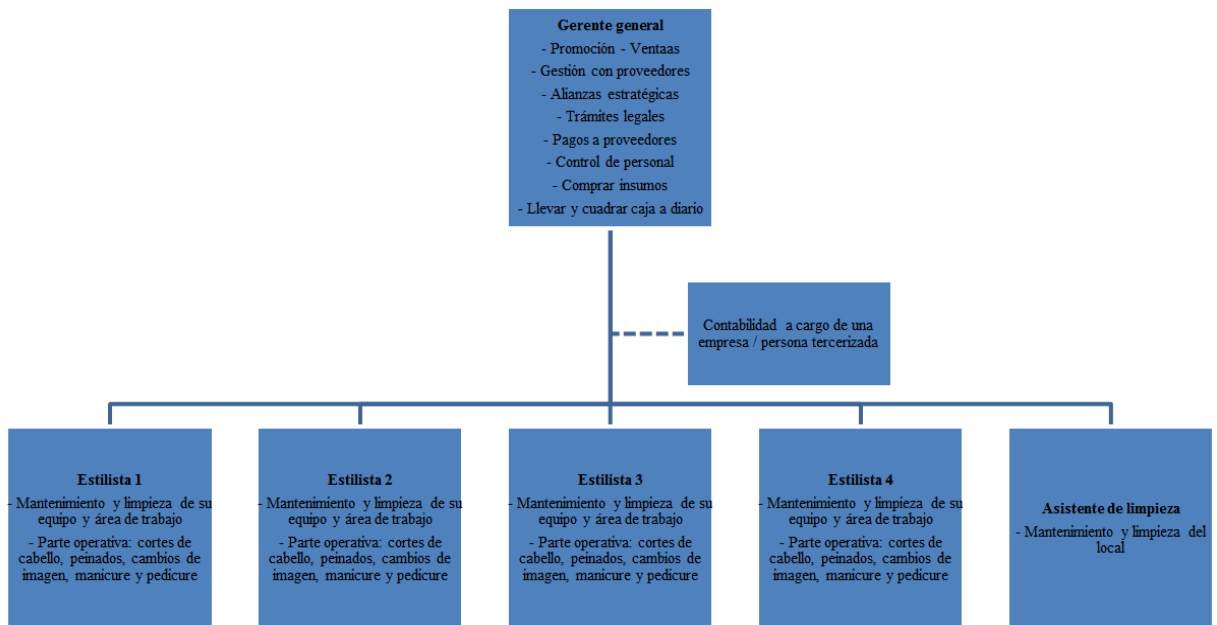 Gerente general
- Promoción - Ventaas
- Gestión con proveedores
- Alianzas estratégicas
- Trámites legales
- Pagos a proveedores
- Control de personal
- Comprar insumos
- Llevar y cuadrar caja a diario
Contabilidad a cargo de una
empresa / persona tercerizada
Estilista 1
- Mantenimiento y limpieza de su
equipo y área de trabajo
- Parte operativa: cortes de
cabello, peinados, cambios de
imagen, manicure y pedicure
Estilista 2
- Mantenimiento y limpieza de su
equipo y área de trabajo
- Parte operativa: cortes de
cabello, peinados, cambios de
imagen, manicure y pedicure
Estilista 3
- Mantenimiento y limpieza de su
equipo y área de trabajo
- Parte operativa: cortes de
cabello, peinados, cambios de
imagen, manicure y pedicure
Estilista 4
- Mantenimiento y limpieza de su
equipo y área de trabajo
- Parte operativa: cortes de
cabello, peinados, cambios de
imagen, manicure y pedicure
Asistente de limpieza
- Mantenimiento y limpieza del
local